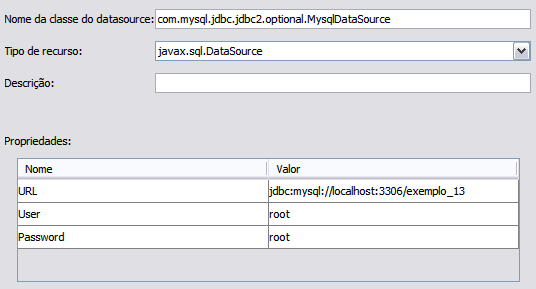 Nome da classe do datasource: com.mysql.jdbc.jdbc2.optional.MysqlDataSource
Tipo de recurso: javax.sql.DataSource
Descrição:
Propriedades:
Nome Valor
URL jdbc:mysql://localhost:3306/exemplo_13
User root
Password root